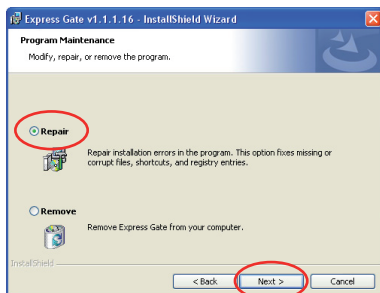 Express Gate v1.1.1.16 - InstallShield Wizard
Program Maintenance
Modify, repair, or remove the program.
Repair
Repair installation errors in the program. This option fixes missing or
corrupt files, shortcuts, and registry entries.
Remove
Remove Express Gate from your computer.
InstallShield
< Back
Next >
Cancel